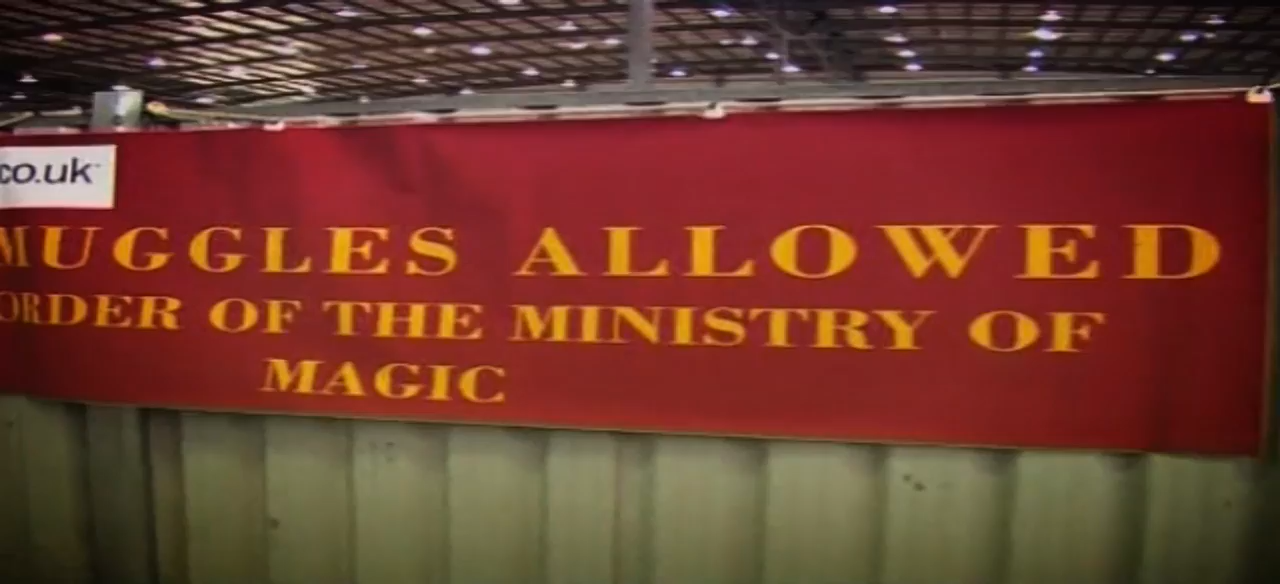 co.uk
MUGGLES ALLOWED
ORDER OF THE MINISTRY OF
MAGIC